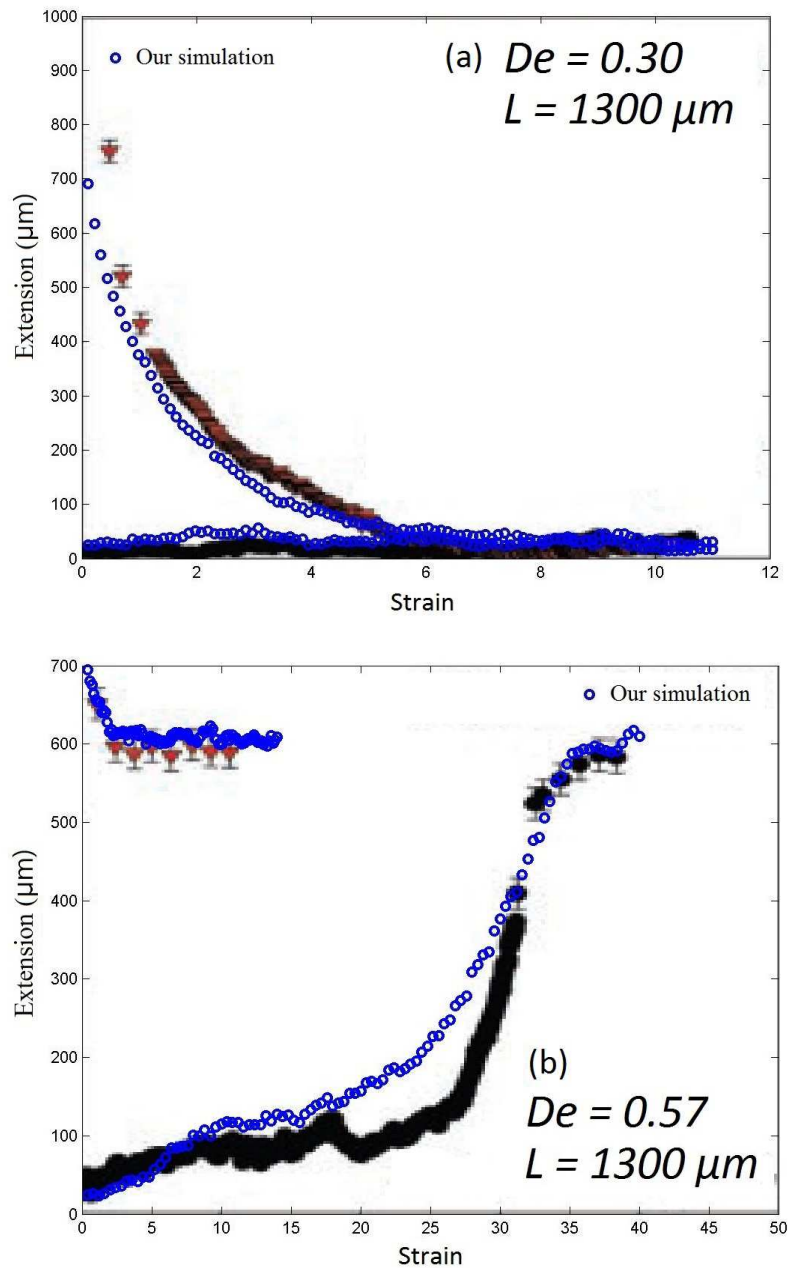 1000
Our simulation
(a) De = 0.30
L = 1300 μm
900
800
700
600
500
400
300
200
100
0
Extension (μm)
0 2 4 6 8 10 12
Strain
700
Our simulation
600
500
400
300
200
100
0
Extension (μm)
(b)
De = 0.57
L = 1300 μm
0 5 10 15 20 25 30 35 40 45 50
Strain